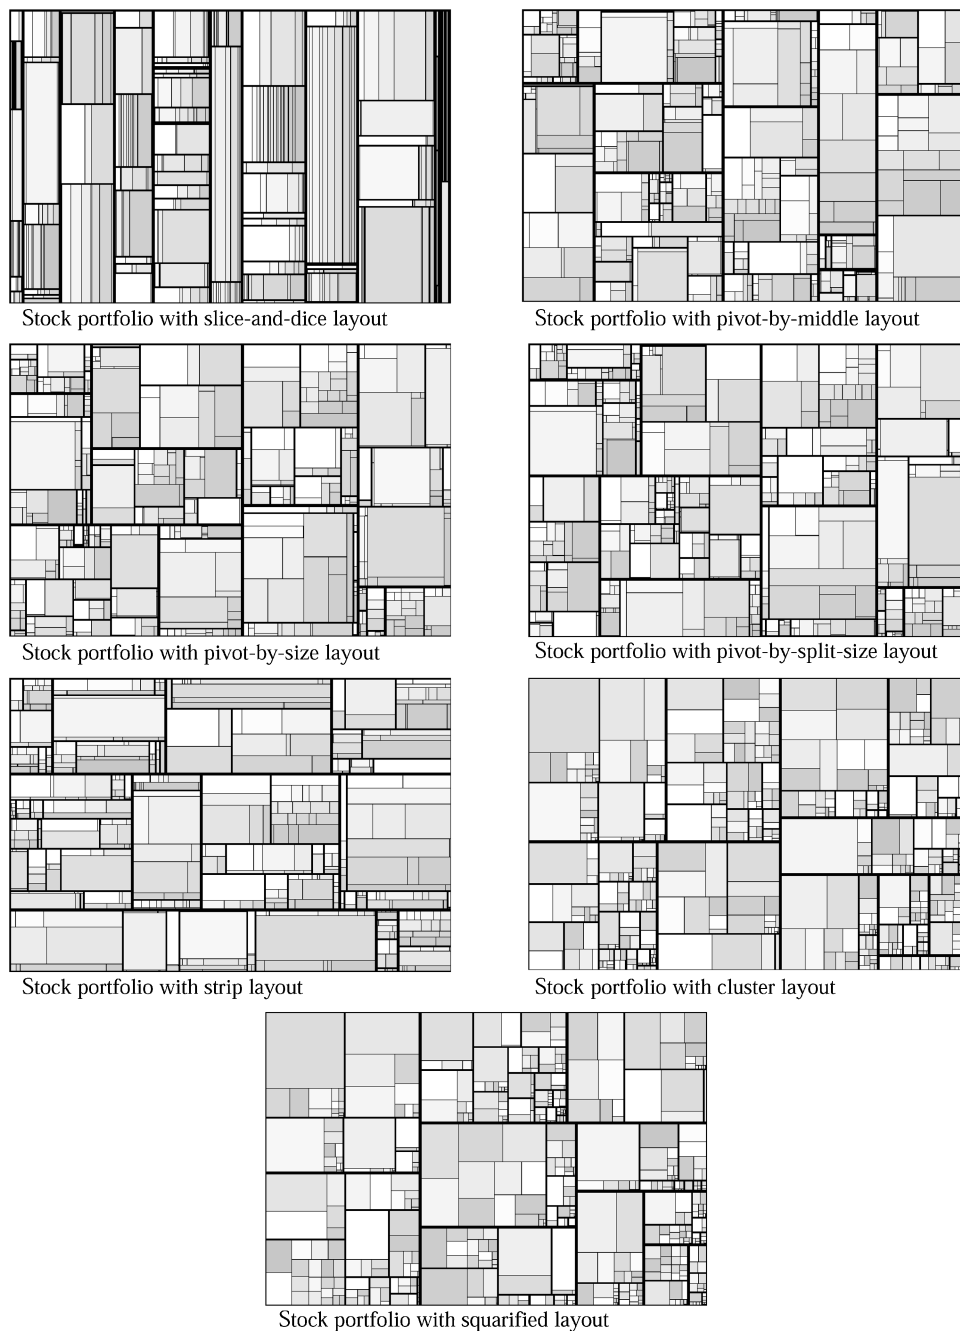 Stock portfolio with slice-and-dice layout
Stock portfolio with pivot-by-middle layout
Stock portfolio with pivot-by-size layout
Stock portfolio with pivot-by-split-size layout
Stock portfolio with strip layout
Stock portfolio with cluster layout
Stock portfolio with squarified layout